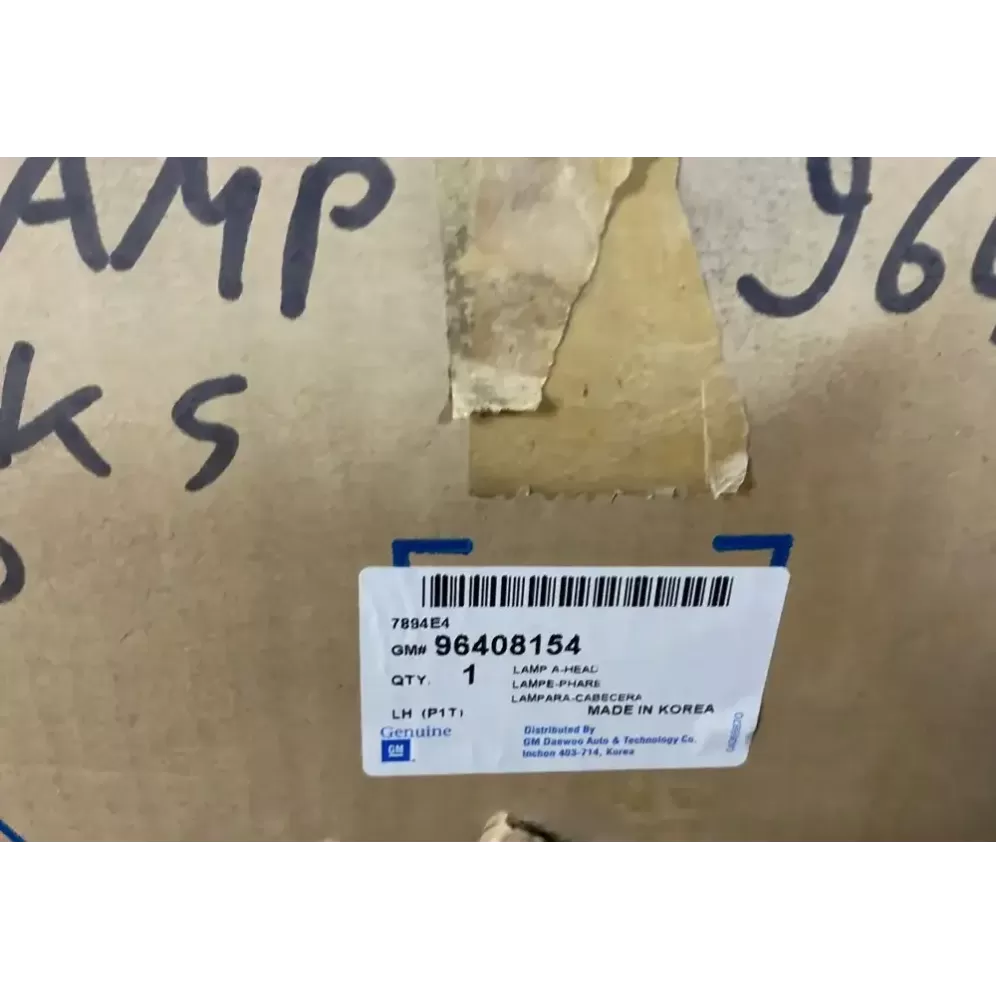 AMP 96
ks
7894E4
GM# 96408154
QTY. 1 LAMP A-HEAD
LAMPE-PHARE
LAMPARA-CABECERA
LH (P1T) MADE IN KOREA
Genuine
GM
Distributed By
GM Daewoo Auto & Technology Co.
Inchon 403-714, Korea